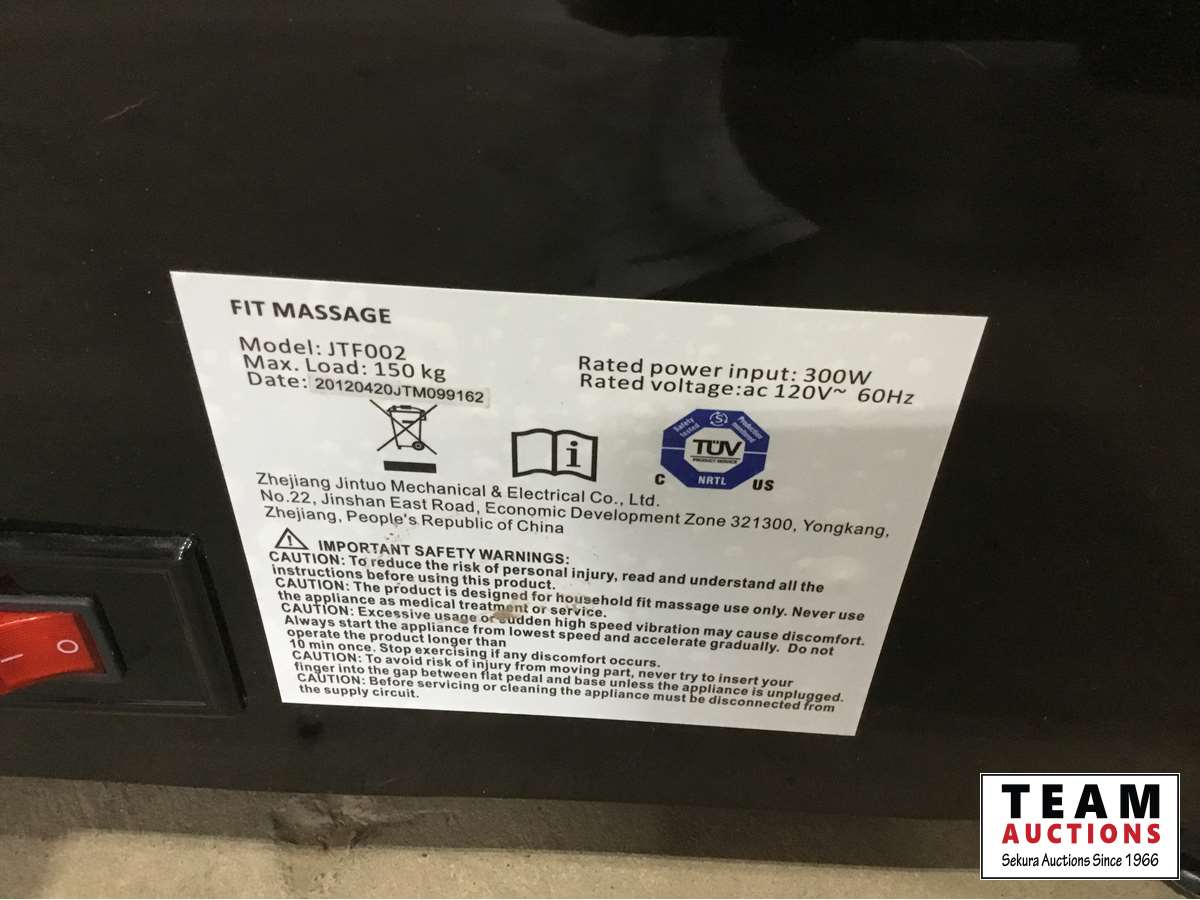 FIT MASSAGE
Model: JTF002
Max. Load: 150 kg
Date: 20120420JTM099162
Rated power input: 300W
Rated voltage:ac 120V~ 60Hz
i
Safety tested
S
Production monitored
TÜV
PRODUCT SERVICE
C NRTL US
Zhejiang Jintuo Mechanical & Electrical Co., Ltd.
No.22, Jinshan East Road, Economic Development Zone 321300, Yongkang,
Zhejiang, People's Republic of China
IMPORTANT SAFETY WARNINGS:
CAUTION: To reduce the risk of personal injury, read and understand all the
instructions before using this product.
CAUTION: The product is designed for household fit massage use only. Never use
the appliance as medical treatment or service.
CAUTION: Excessive usage or sudden high speed vibration may cause discomfort.
Always start the appliance from lowest speed and accelerate gradually. Do not
operate the product longer than
10 min once. Stop exercising if any discomfort occurs.
CAUTION: To avoid risk of injury from moving part, never try to insert your
finger into the gap between flat pedal and base unless the appliance is unplugged.
CAUTION: Before servicing or cleaning the appliance must be disconnected from
the supply circuit.
TEAM
AUCTIONS
Sekura Auctions Since 1966